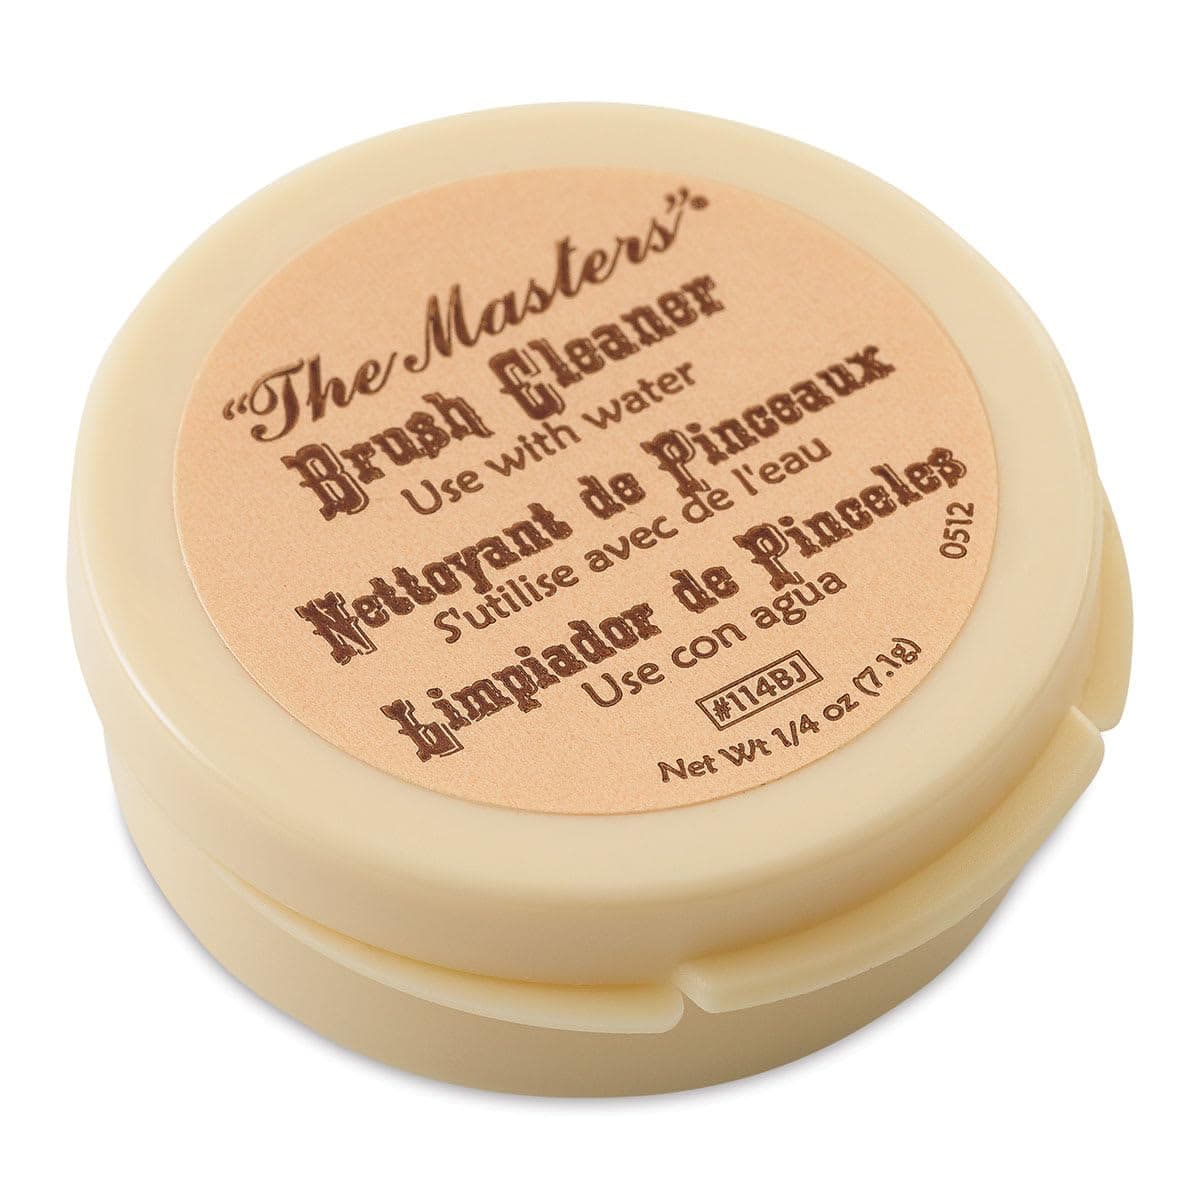 "The Masters"®
Brush Cleaner
Use with water
Nettoyant de Pinceaux
S'utilise avec de l'eau
Limpiador de Pinceles
Use con agua
0512
#114BJ
Net Wt 1/4 oz (7.1g)